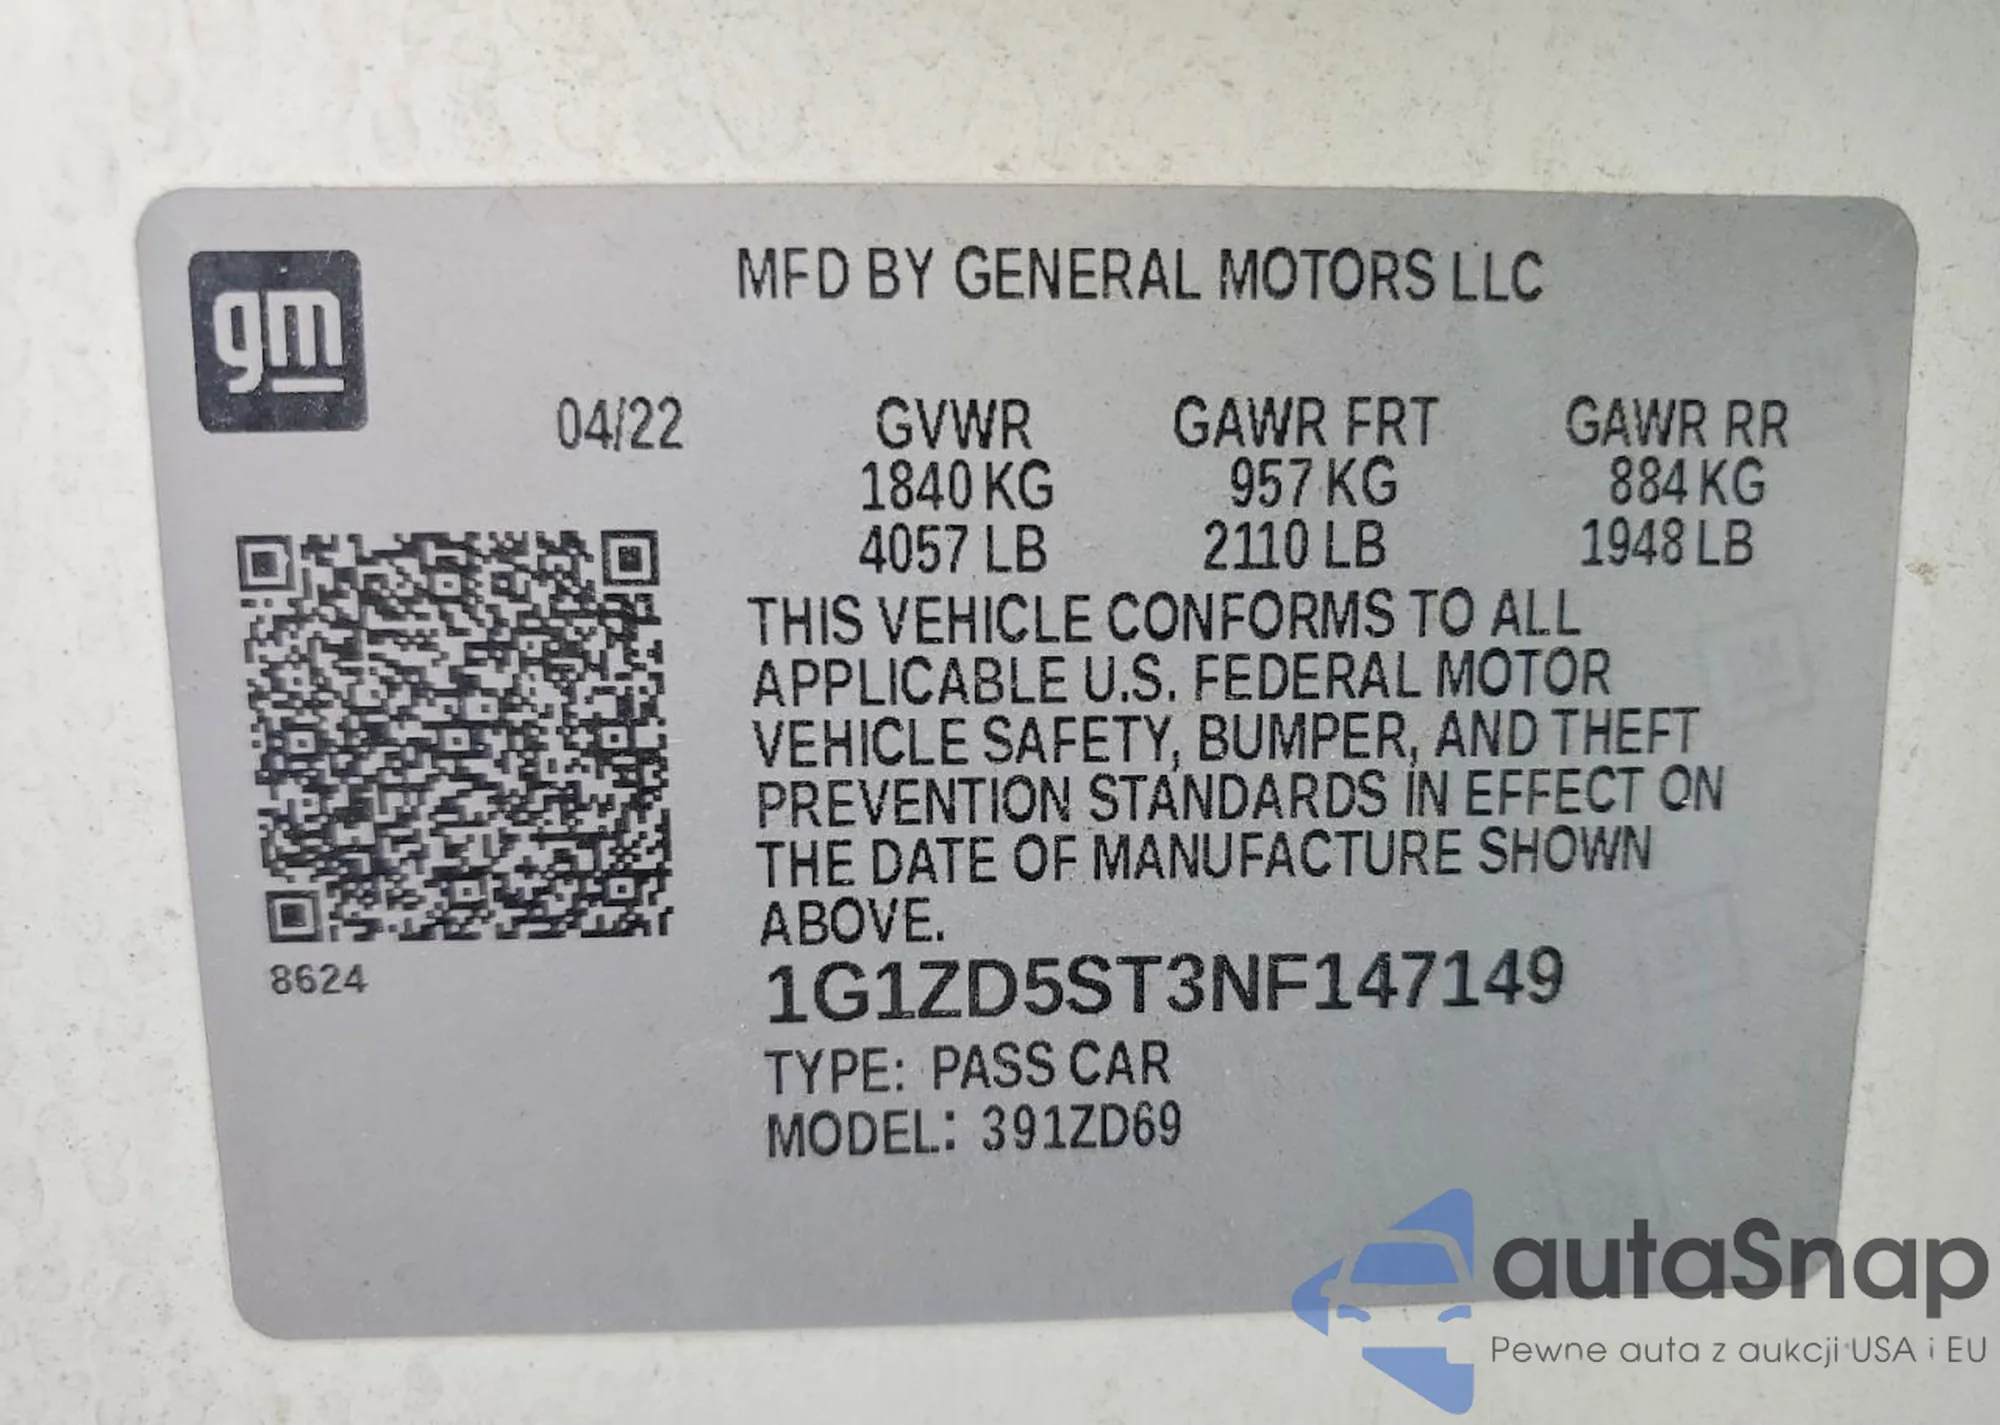 gm
MFD BY GENERAL MOTORS LLC
04/22 GVWR GAWR FRT GAWR RR
1840 KG 957 KG 884 KG
4057 LB 2110 LB 1948 LB
THIS VEHICLE CONFORMS TO ALL
APPLICABLE U.S. FEDERAL MOTOR
VEHICLE SAFETY, BUMPER, AND THEFT
PREVENTION STANDARDS IN EFFECT ON
THE DATE OF MANUFACTURE SHOWN
ABOVE.
8624
1G1ZD5ST3NF147149
TYPE: PASS CAR
MODEL: 391ZD69
autaSnap
Pewne auta z aukcji USA i EU